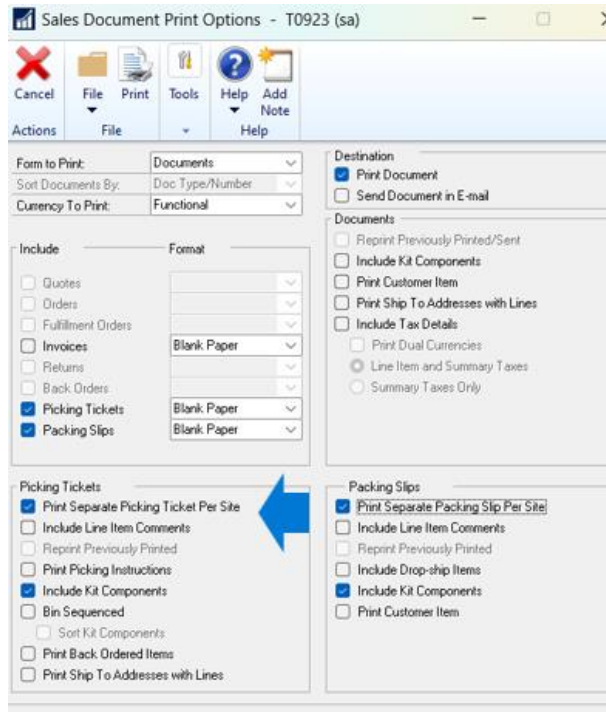 Sales Document Print Options - T0923 (sa)
Cancel
File
Print
Tools
Help
Add Note
Actions
File
Help
Form to Print: Documents
Sort Documents By: Doc Type/Number
Currency To Print: Functional
Include Format
Quotes
Orders
Fulfillment Orders
Invoices Blank Paper
Returns
Back Orders
Picking Tickets Blank Paper
Packing Slips Blank Paper
Destination
Print Document
Send Document in E-mail
Documents
Reprint Previously Printed/Sent
Include Kit Components
Print Customer Item
Print Ship To Addresses with Lines
Include Tax Details
Print Dual Currencies
Line Item and Summary Taxes
Summary Taxes Only
Picking Tickets
Print Separate Picking Ticket Per Site
Include Line Item Comments
Reprint Previously Printed
Print Picking Instructions
Include Kit Components
Bin Sequenced
Sort Kit Components
Print Back Ordered Items
Print Ship To Addresses with Lines
Packing Slips
Print Separate Packing Slip Per Site
Include Line Item Comments
Reprint Previously Printed
Include Drop-ship Items
Include Kit Components
Print Customer Item